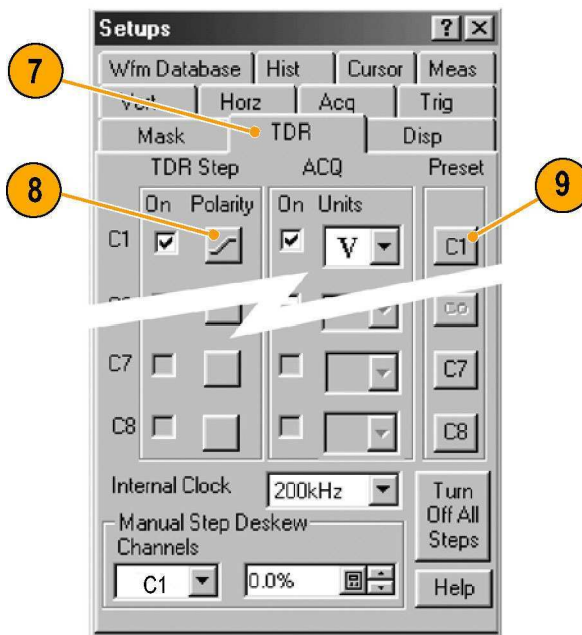 Setups
Wfm Database Hist Cursor Meas
Vert Horz Acq Trig
Mask TDR Disp
7
TDR Step ACQ Preset
8
9
On Polarity On Units
C1 V C1
C7 C7
C8 C8
Internal Clock 200kHz
Turn
Off All
Steps
Manual Step Deskew
Channels
C1 0.0%
Help